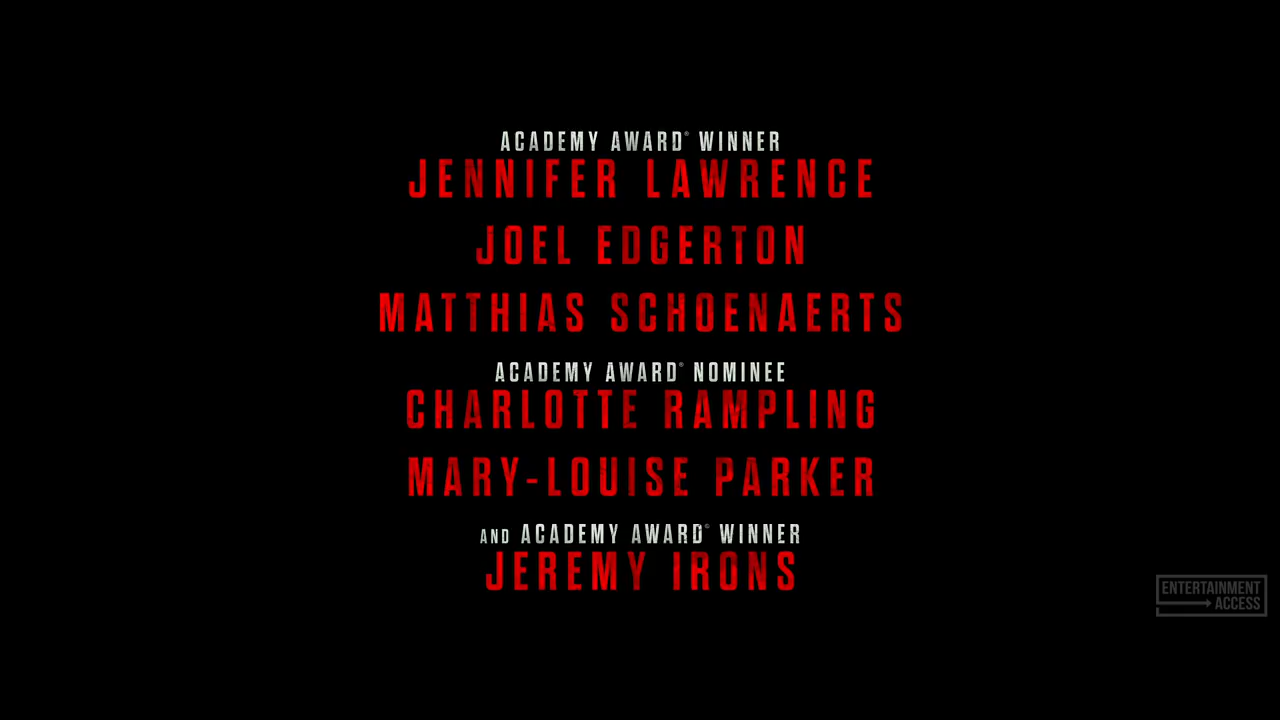 ACADEMY AWARD® WINNER
JENNIFER LAWRENCE
JOEL EDGERTON
MATTHIAS SCHOENAERTS
ACADEMY AWARD® NOMINEE
CHARLOTTE RAMPLING
MARY-LOUISE PARKER
AND ACADEMY AWARD® WINNER
JEREMY IRONS
ENTERTAINMENT
ACCESS